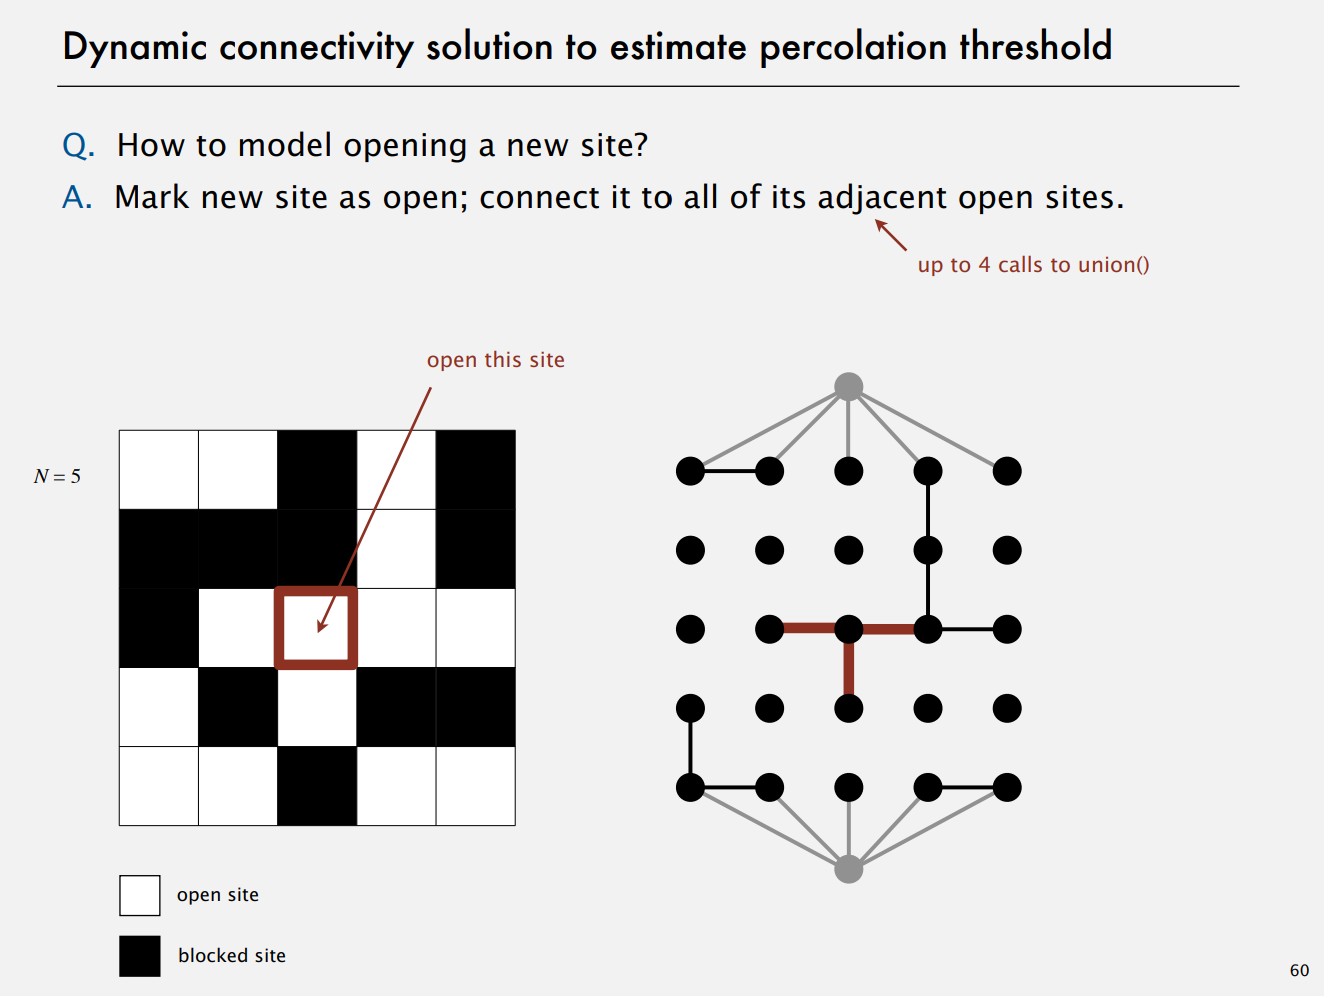 Dynamic connectivity solution to estimate percolation threshold
Q. How to model opening a new site?
A. Mark new site as open; connect it to all of its adjacent open sites.
up to 4 calls to union()
open this site
N = 5
open site
blocked site
60